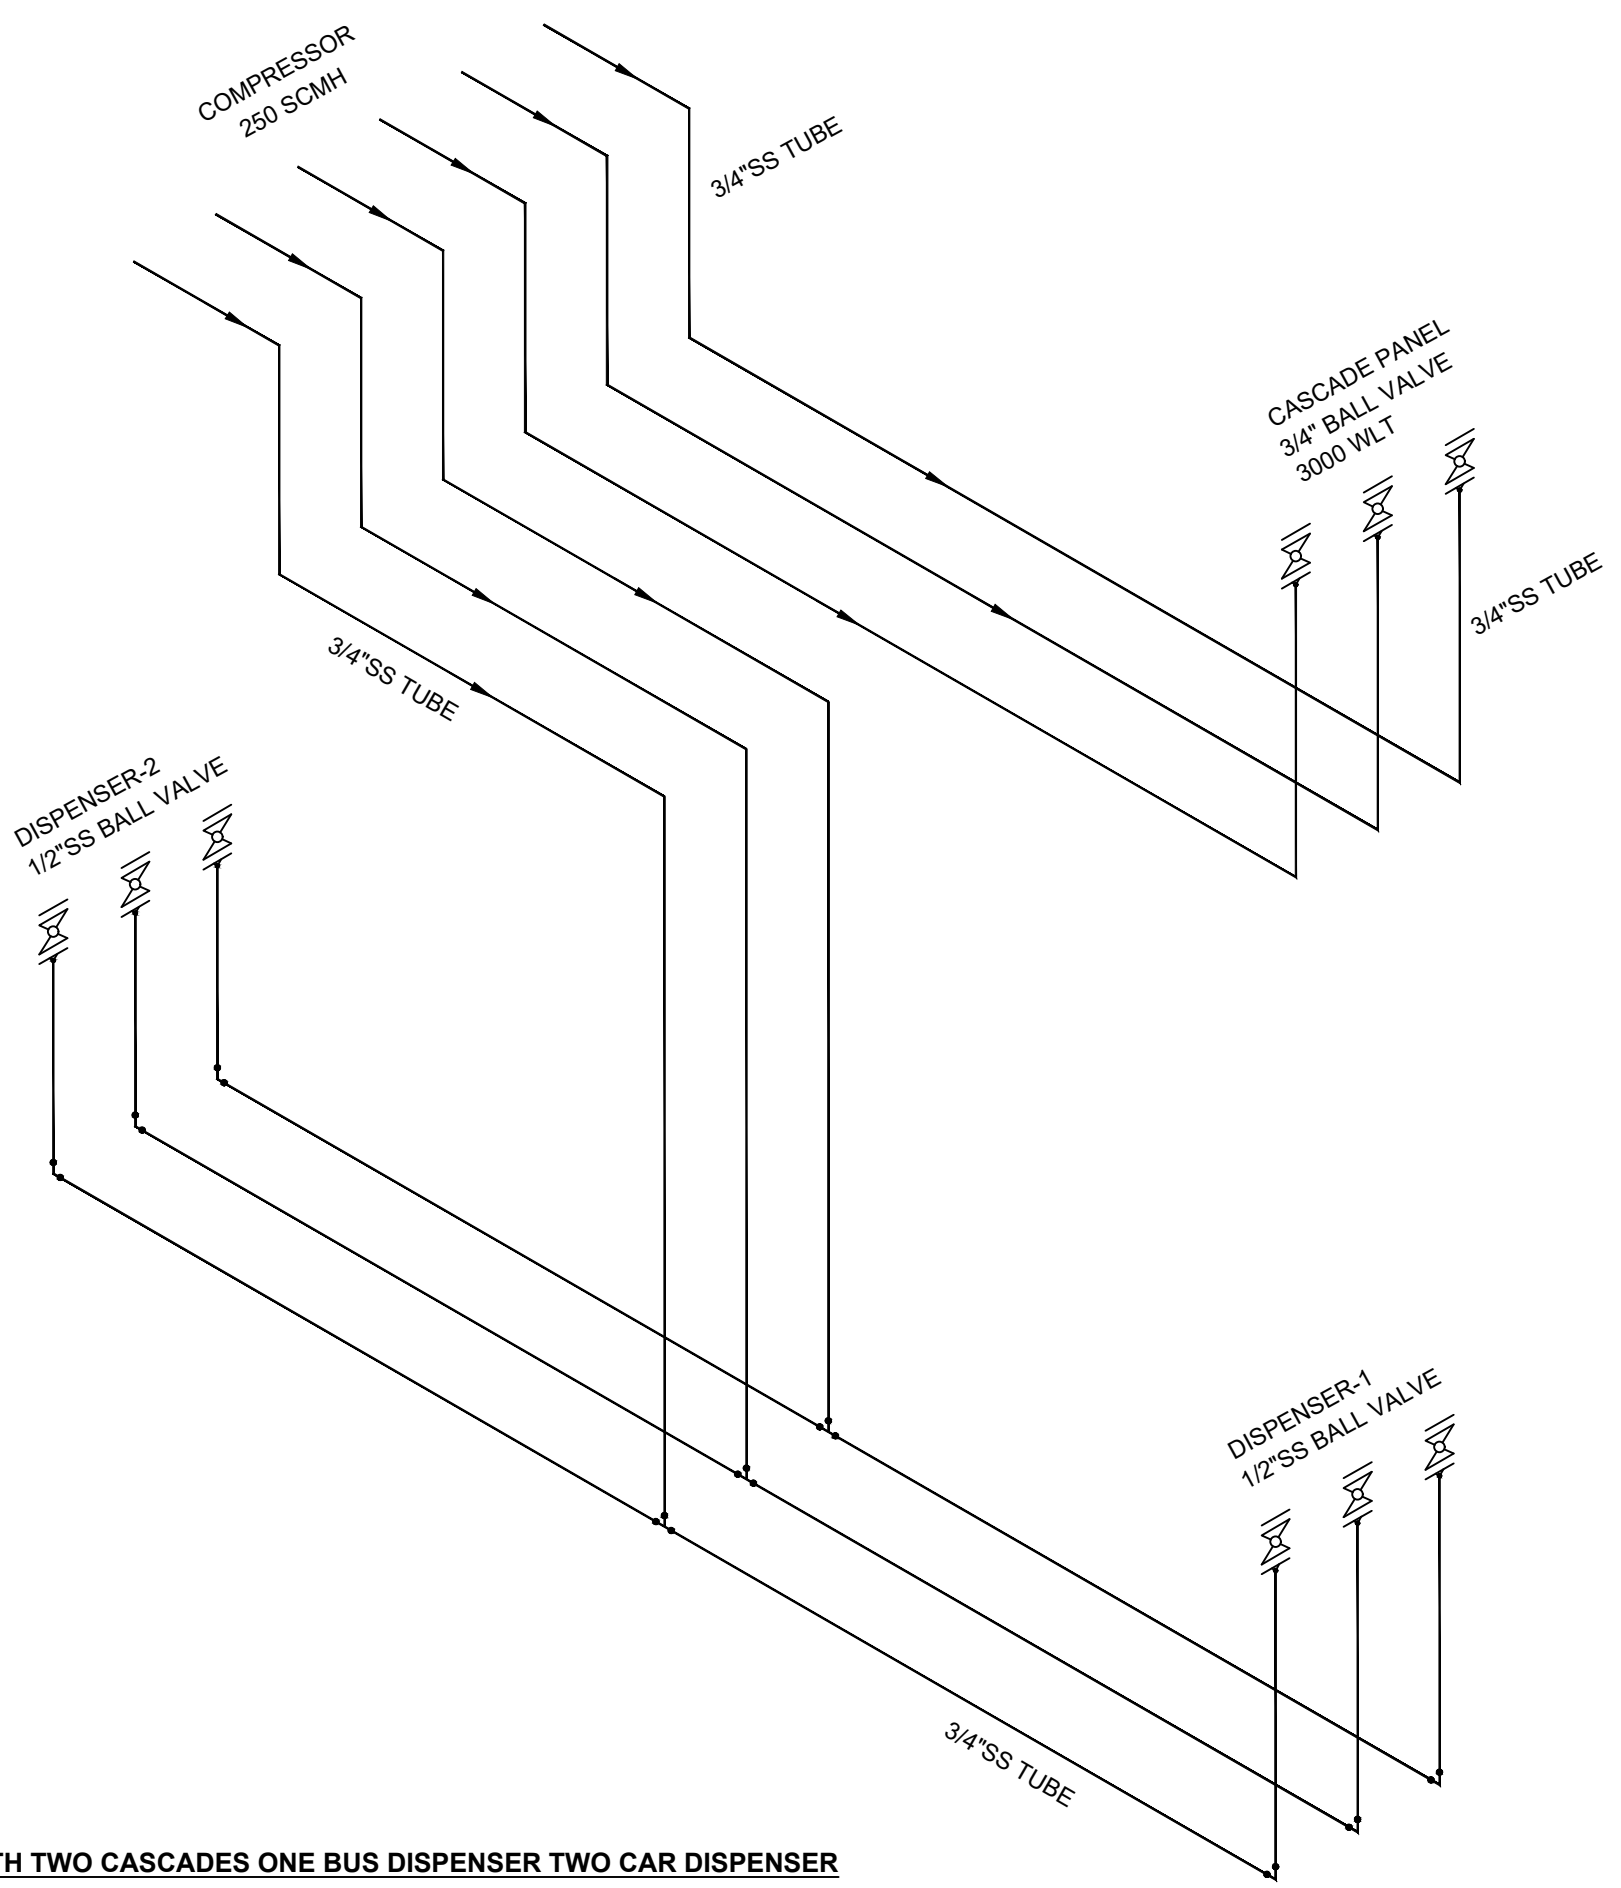 COMPRESSOR
250 SCMH
3/4"SS TUBE
CASCADE PANEL
3/4" BALL VALVE
3000 WLT
3/4"SS TUBE
3/4"SS TUBE
DISPENSER-2
1/2"SS BALL VALVE
DISPENSER-1
1/2"SS BALL VALVE
3/4"SS TUBE
TWO CASCADES ONE BUS DISPENSER TWO CAR DISPENSER